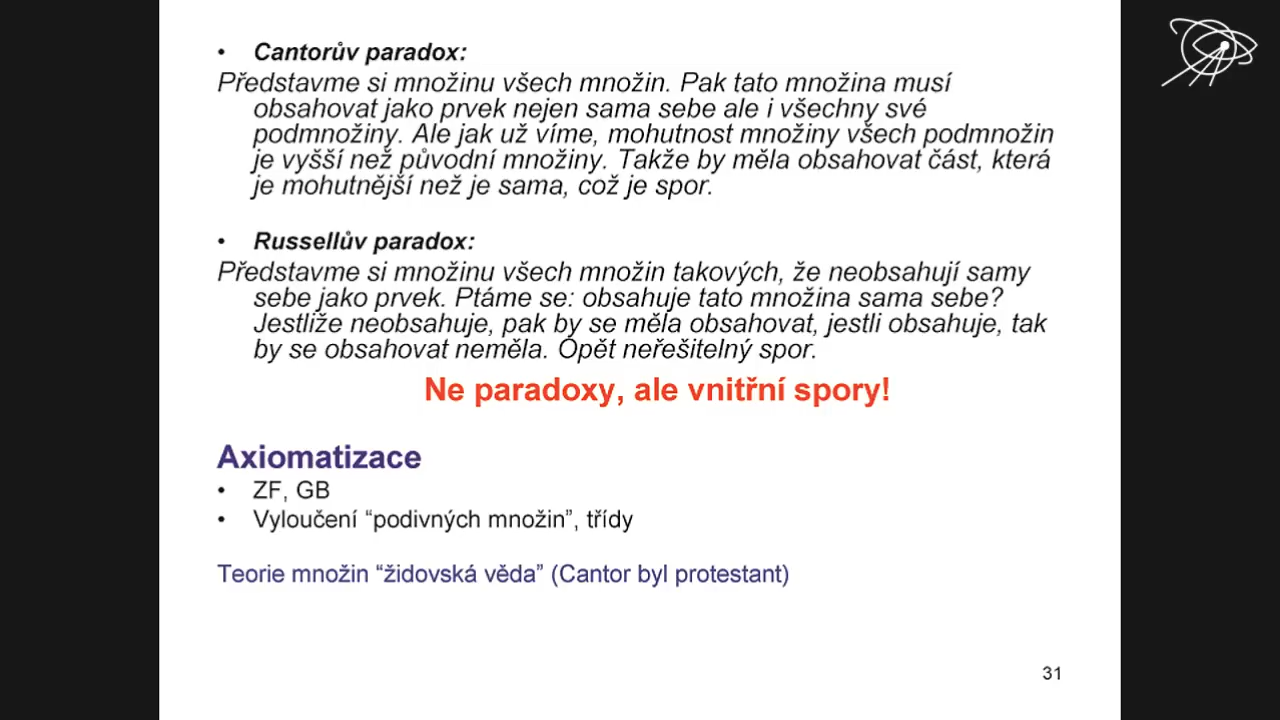 • Cantorův paradox:
Představme si množinu všech množin. Pak tato množina musí
obsahovat jako prvek nejen sama sebe ale i všechny své
podmnožiny. Ale jak už víme, mohutnost množiny všech podmnožin
je vyšší než původní množiny. Takže by měla obsahovat část, která
je mohutnější než je sama, což je spor.
• Russellův paradox:
Představme si množinu všech množin takových, že neobsahují samy
sebe jako prvek. Ptáme se: obsahuje tato množina sama sebe?
Jestliže neobsahuje, pak by se měla obsahovat, jestli obsahuje, tak
by se obsahovat neměla. Opět neřešitelný spor.
Ne paradoxy, ale vnitřní spory!
Axiomatizace
• ZF, GB
• Vyloučení “podivných množin”, třídy
Teorie množin “židovská věda” (Cantor byl protestant)
31